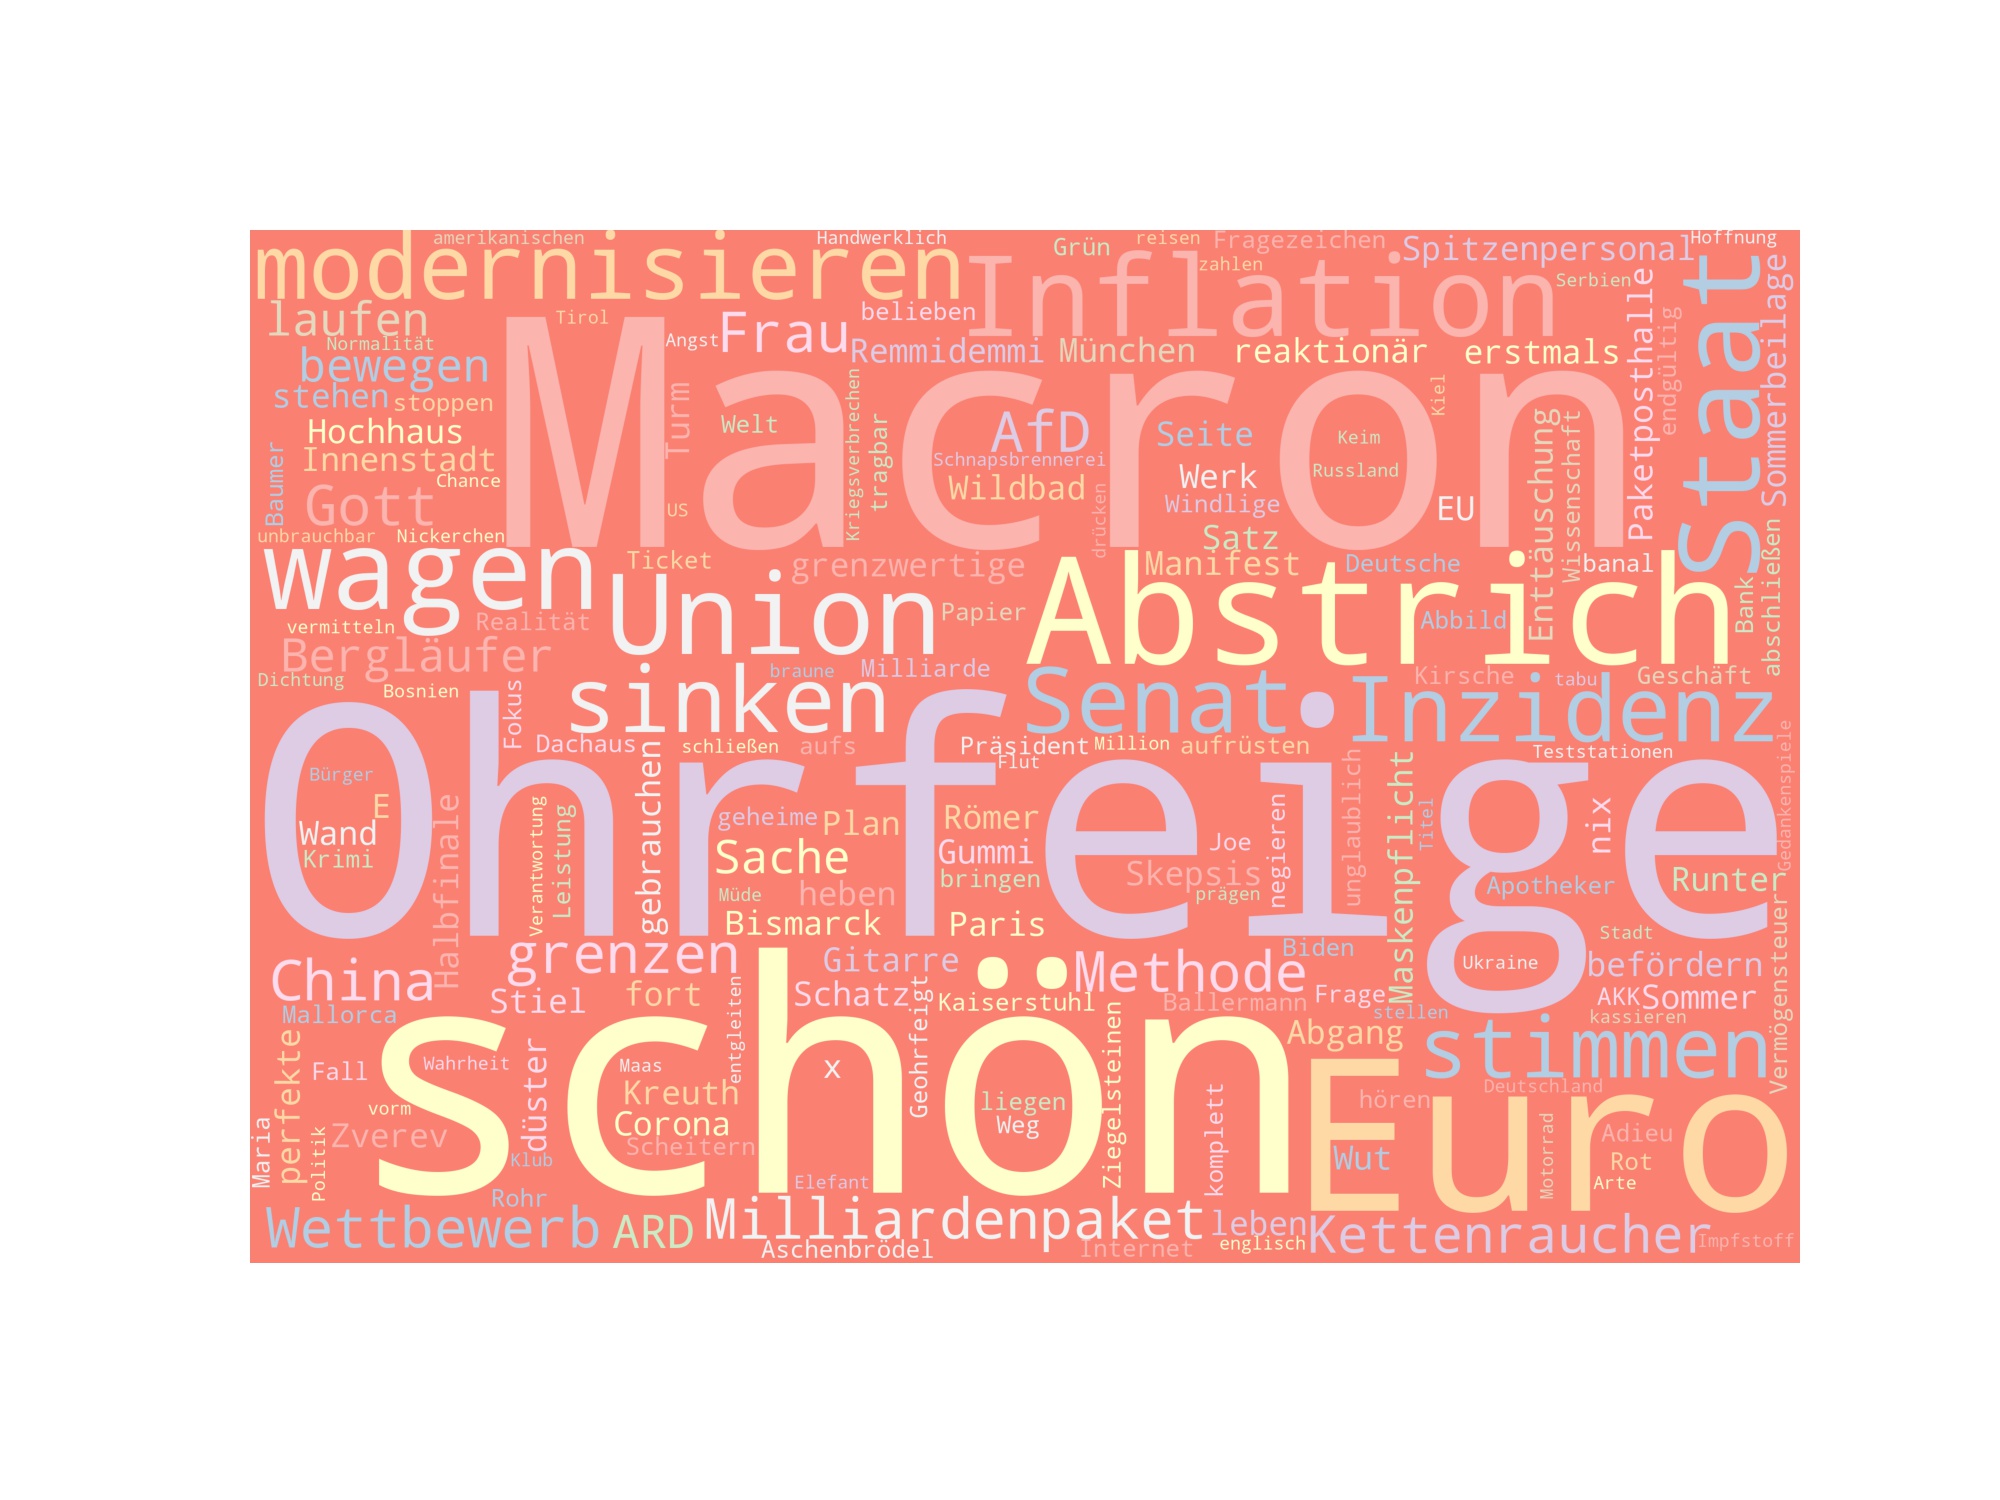 amerikanischen Handwerklich Grün reisen Fragezeichen Spitzenpersonal Hoffnung
modernisieren Inflation zahlen Serbien staat Sommerbeilage
laufen Tirol Frau belieben Paketposthalle endgültig
Normalität Angst Remmidemmi München reaktionär erstmals
bewegen Macron
stehen stoppen Turm Kriegsverbrechen Kiel
Hochhaus Welt tragbar AfD Seite Keim Enttäuschung Wissenschaft
Innenstadt Schnapsbrennerei Russland
Baumer Chance Wildbad Werk
Gott US drücken Windlige EU
unbrauchbar Nickerchen Satz
wagen Ticket grenzwertige Manifest Deutsche banal
Union Papier Abstrich Abbild Bank abschließen
vermitteln Realität
Bergläufer braune Milliarde Kirsche tabu Geschäft
Dichtung Bosnien sinken Senat Inzidenz
Fokus Dachaus schließen aufs Präsident Million aufrüsten Teststationen
Flut Gedankenspiele
Ohrfeige
Bürger E gebrauchen unglaublich Maskenpflicht
Wand Halbfinale Verantwortung Leistung geheime Plan Römer Joe negieren Titel nix
Krimi Sache Gummi
heben bringen Skepsis Apotheker Runter
Müde prägen
Bismarck Paris Stadt
grenzen Gitarre Biden Ukraine befördern
China Stiel fort Schatz Methode Frage AKK Sommer
Mallorca entgleiten Geohrfeigt Kaiserstuhl Ballermann stellen kassieren Vermögensteuer
perfekte schön Abgang stimmen
Fall Wahrheit düster Maas x Ziegelsteinen Euro
vorm Kreuth liegen hören Deutschland
Maria Politik Zverev Corona Weg komplett Adieu
Klub Scheitern Wut Motorrad Rot
Rohr Elefant Arte
Wettbewerb ARD Milliardenpaket leben Kettenraucher
Aschenbrödel Internet englisch Impfstoff